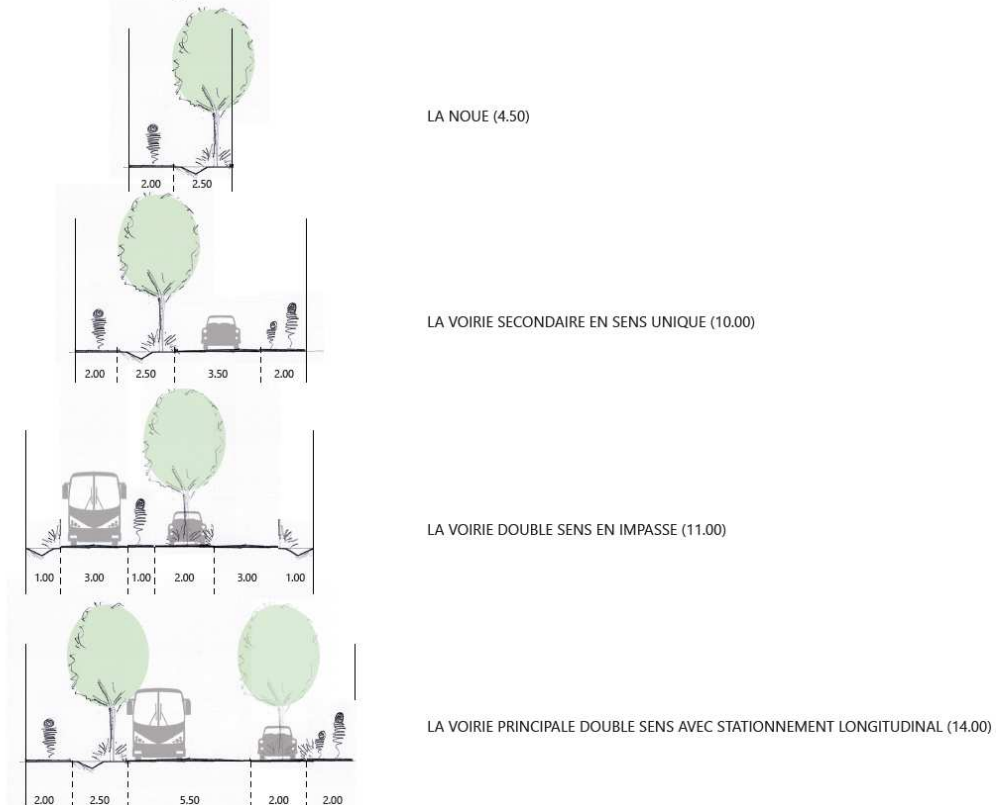 LA NOUE (4.50)
2.00 2.50
LA VOIRIE SECONDAIRE EN SENS UNIQUE (10.00)
2.00 2.50 3.50 2.00
LA VOIRIE DOUBLE SENS EN IMPASSE (11.00)
1.00 3.00 1.00 2.00 3.00 1.00
LA VOIRIE PRINCIPALE DOUBLE SENS AVEC STATIONNEMENT LONGITUDINAL (14.00)
2.00 2.50 5.50 2.00 2.00